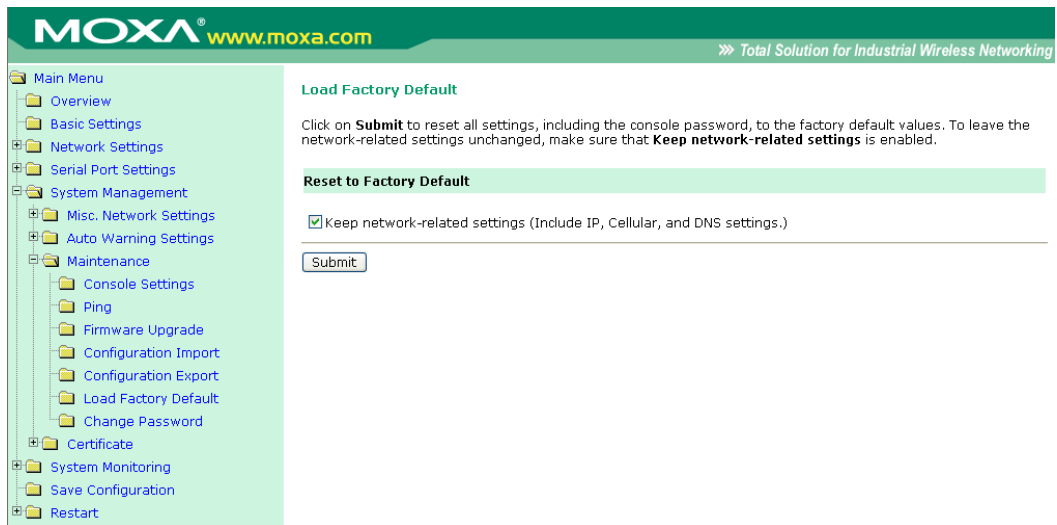 MOXA® www.moxa.com
Total Solution for Industrial Wireless Networking
Main Menu
Overview
Basic Settings
Network Settings
Serial Port Settings
System Management
Misc. Network Settings
Auto Warning Settings
Maintenance
Console Settings
Ping
Firmware Upgrade
Configuration Import
Configuration Export
Load Factory Default
Change Password
Certificate
System Monitoring
Save Configuration
Restart
Load Factory Default
Click on Submit to reset all settings, including the console password, to the factory default values. To leave the
network-related settings unchanged, make sure that Keep network-related settings is enabled.
Reset to Factory Default
Keep network-related settings (Include IP, Cellular, and DNS settings.)
Submit